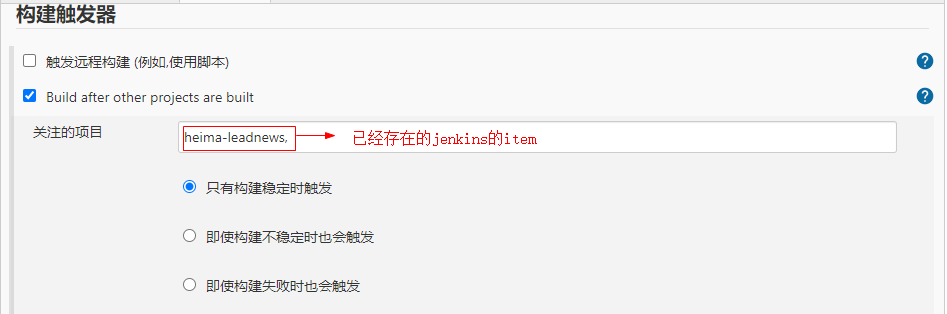 构建触发器
触发远程构建 (例如,使用脚本)
?
Build after other projects are built
?
关注的项目
heima-leadnews,
已经存在的jenkins的item
只有构建稳定时触发
即使构建不稳定时也会触发
即使构建失败时也会触发